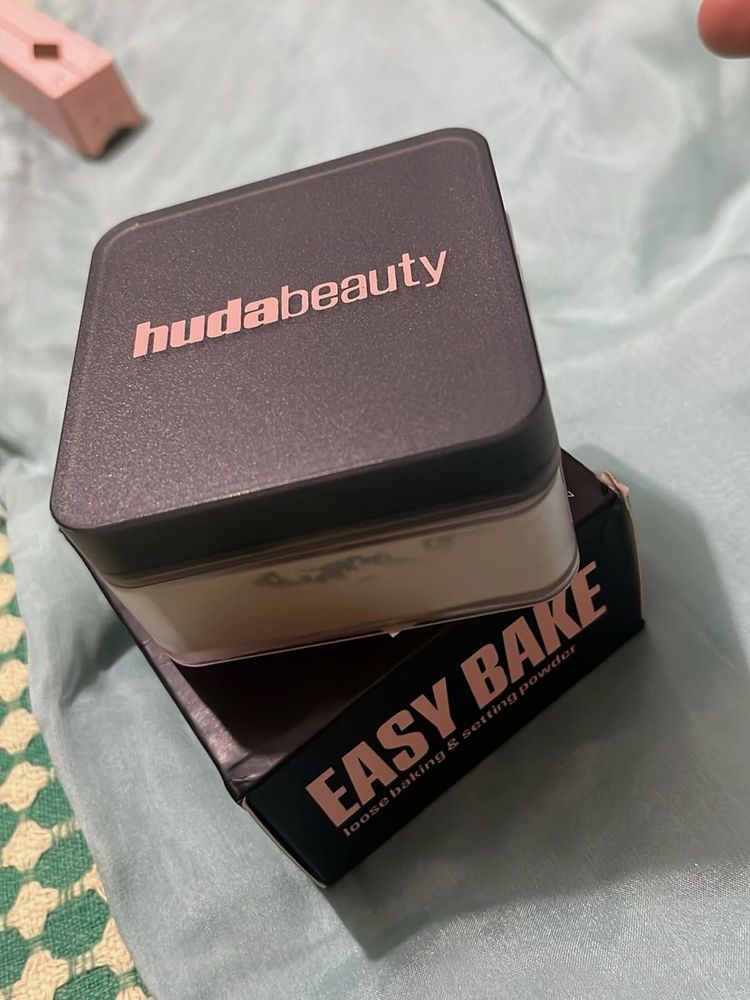 hudabeauty
EASY BAKE
loose baking & setting powder